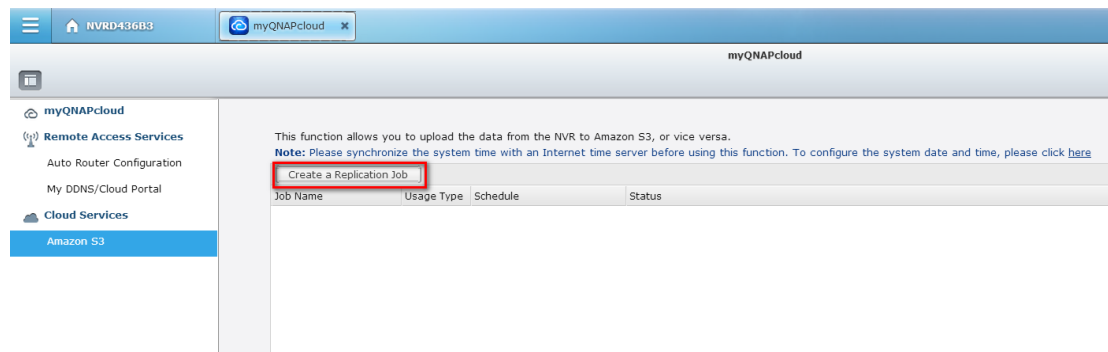 NVRD436B3
myQNAPcloud
myQNAPcloud
myQNAPcloud
Remote Access Services
Auto Router Configuration
My DDNS/Cloud Portal
Cloud Services
Amazon S3
This function allows you to upload the data from the NVR to Amazon S3, or vice versa.
Note: Please synchronize the system time with an Internet time server before using this function. To configure the system date and time, please click here
Create a Replication Job
Job Name Usage Type Schedule Status